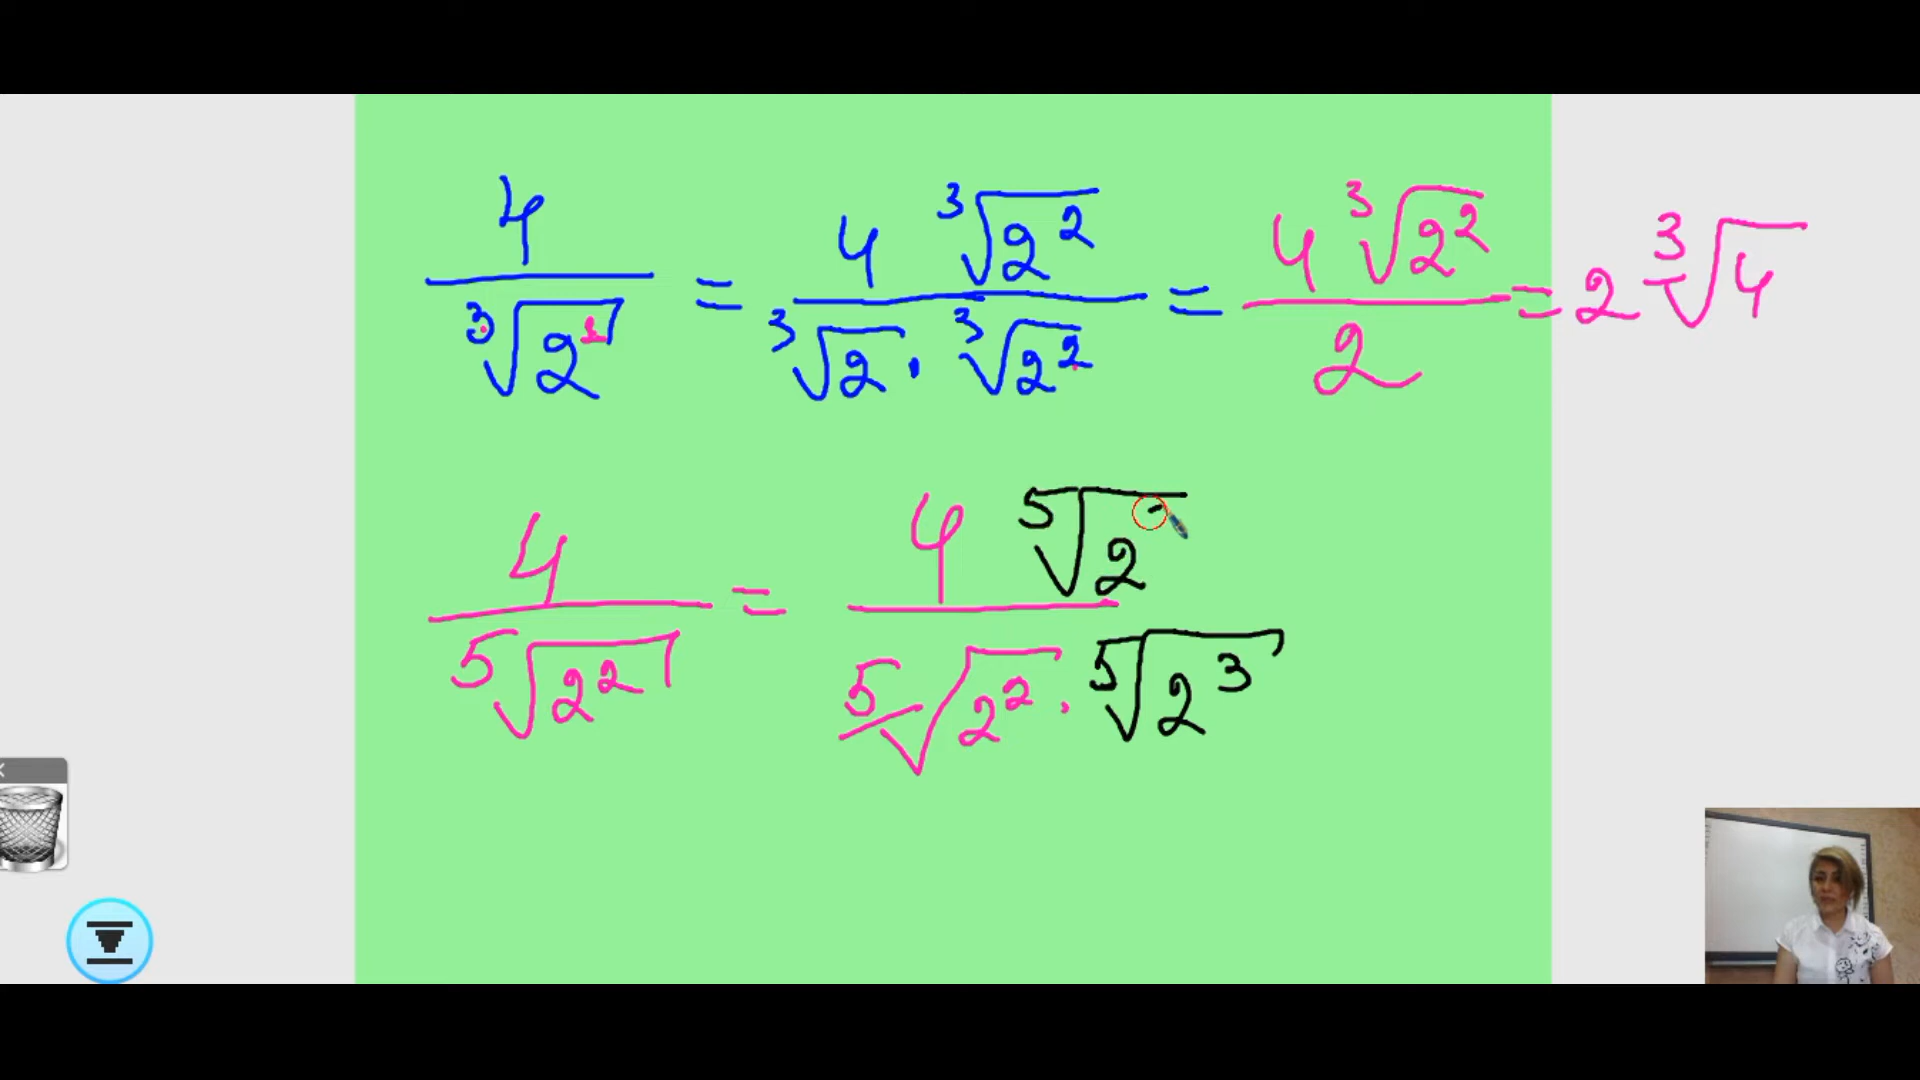 4/∛2¹ = 4 ∛2² / ∛2 · ∛2² = 4 ∛2² / 2 = 2 ∛4
4/⁵√2² = 4 ⁵√2 / ⁵√2² · ⁵√2³